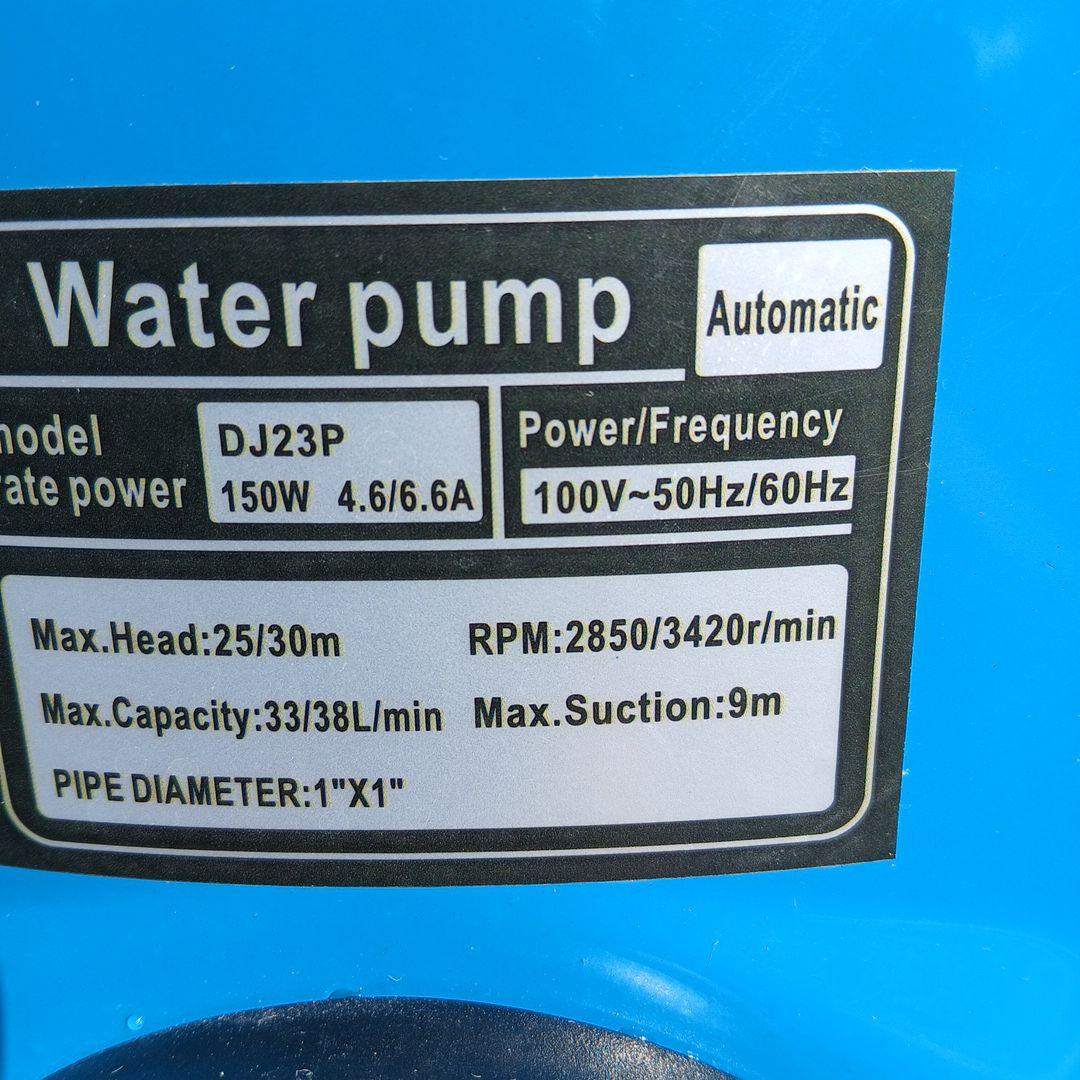 Water pump
Automatic
model DJ23P
rate power 150W 4.6/6.6A
Power/Frequency
100V~50Hz/60Hz
Max.Head:25/30m RPM:2850/3420r/min
Max.Capacity:33/38L/min Max.Suction:9m
PIPE DIAMETER:1"X1"